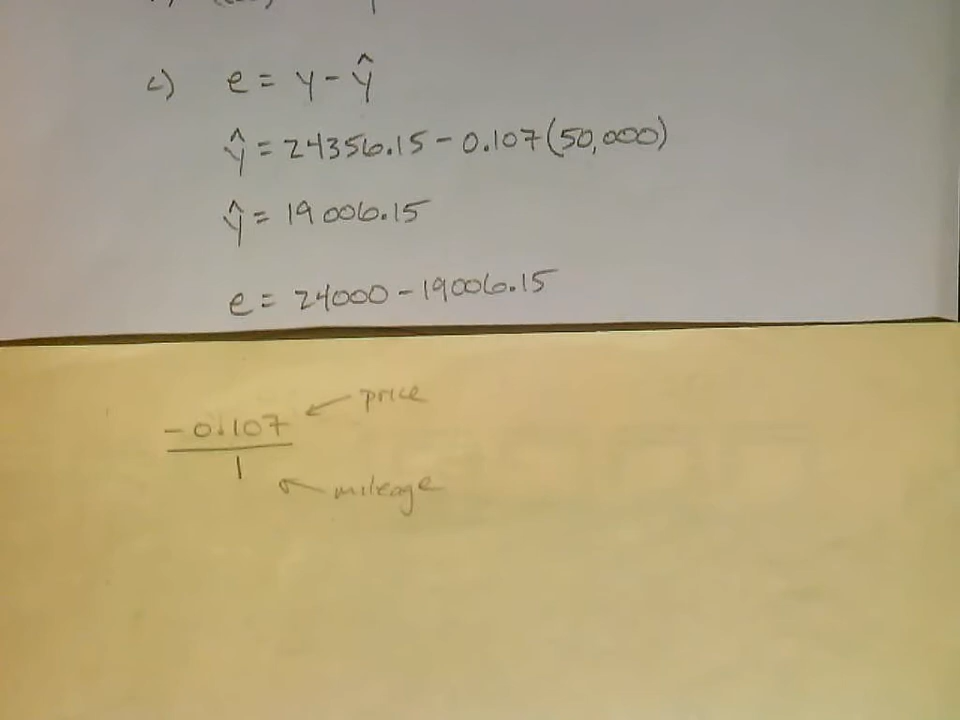 c) e = y - ŷ
ŷ = 24356.15 - 0.107(50,000)
ŷ = 19006.15
e = 24000 - 19006.15
-0.107 ← price
1 ← mileage